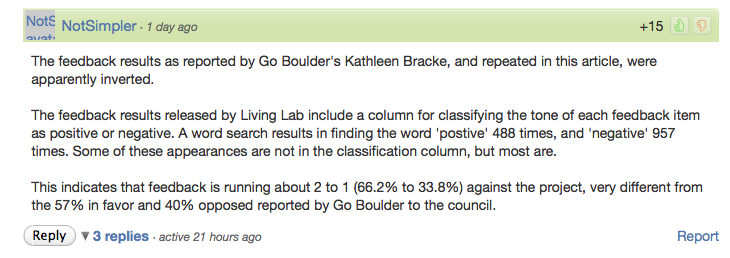 NotS NotSimpler · 1 day ago +15
avata
The feedback results as reported by Go Boulder's Kathleen Bracke, and repeated in this article, were
apparently inverted.
The feedback results released by Living Lab include a column for classifying the tone of each feedback item
as positive or negative. A word search results in finding the word 'postive' 488 times, and 'negative' 957
times. Some of these appearances are not in the classification column, but most are.
This indicates that feedback is running about 2 to 1 (66.2% to 33.8%) against the project, very different from
the 57% in favor and 40% opposed reported by Go Boulder to the council.
Reply 3 replies · active 21 hours ago Report